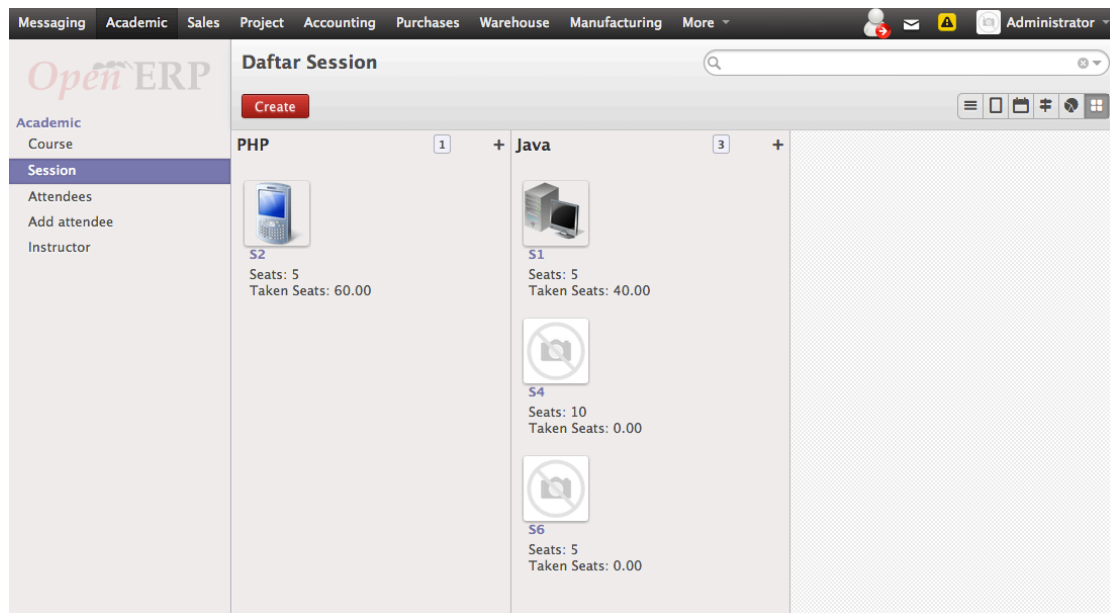 Messaging Academic Sales Project Accounting Purchases Warehouse Manufacturing More Administrator
Open ERP
Academic
Course
Session
Attendees
Add attendee
Instructor
Daftar Session
Create
PHP 1 +
S2
Seats: 5
Taken Seats: 60.00
Java 3 +
S1
Seats: 5
Taken Seats: 40.00
S4
Seats: 10
Taken Seats: 0.00
S6
Seats: 5
Taken Seats: 0.00